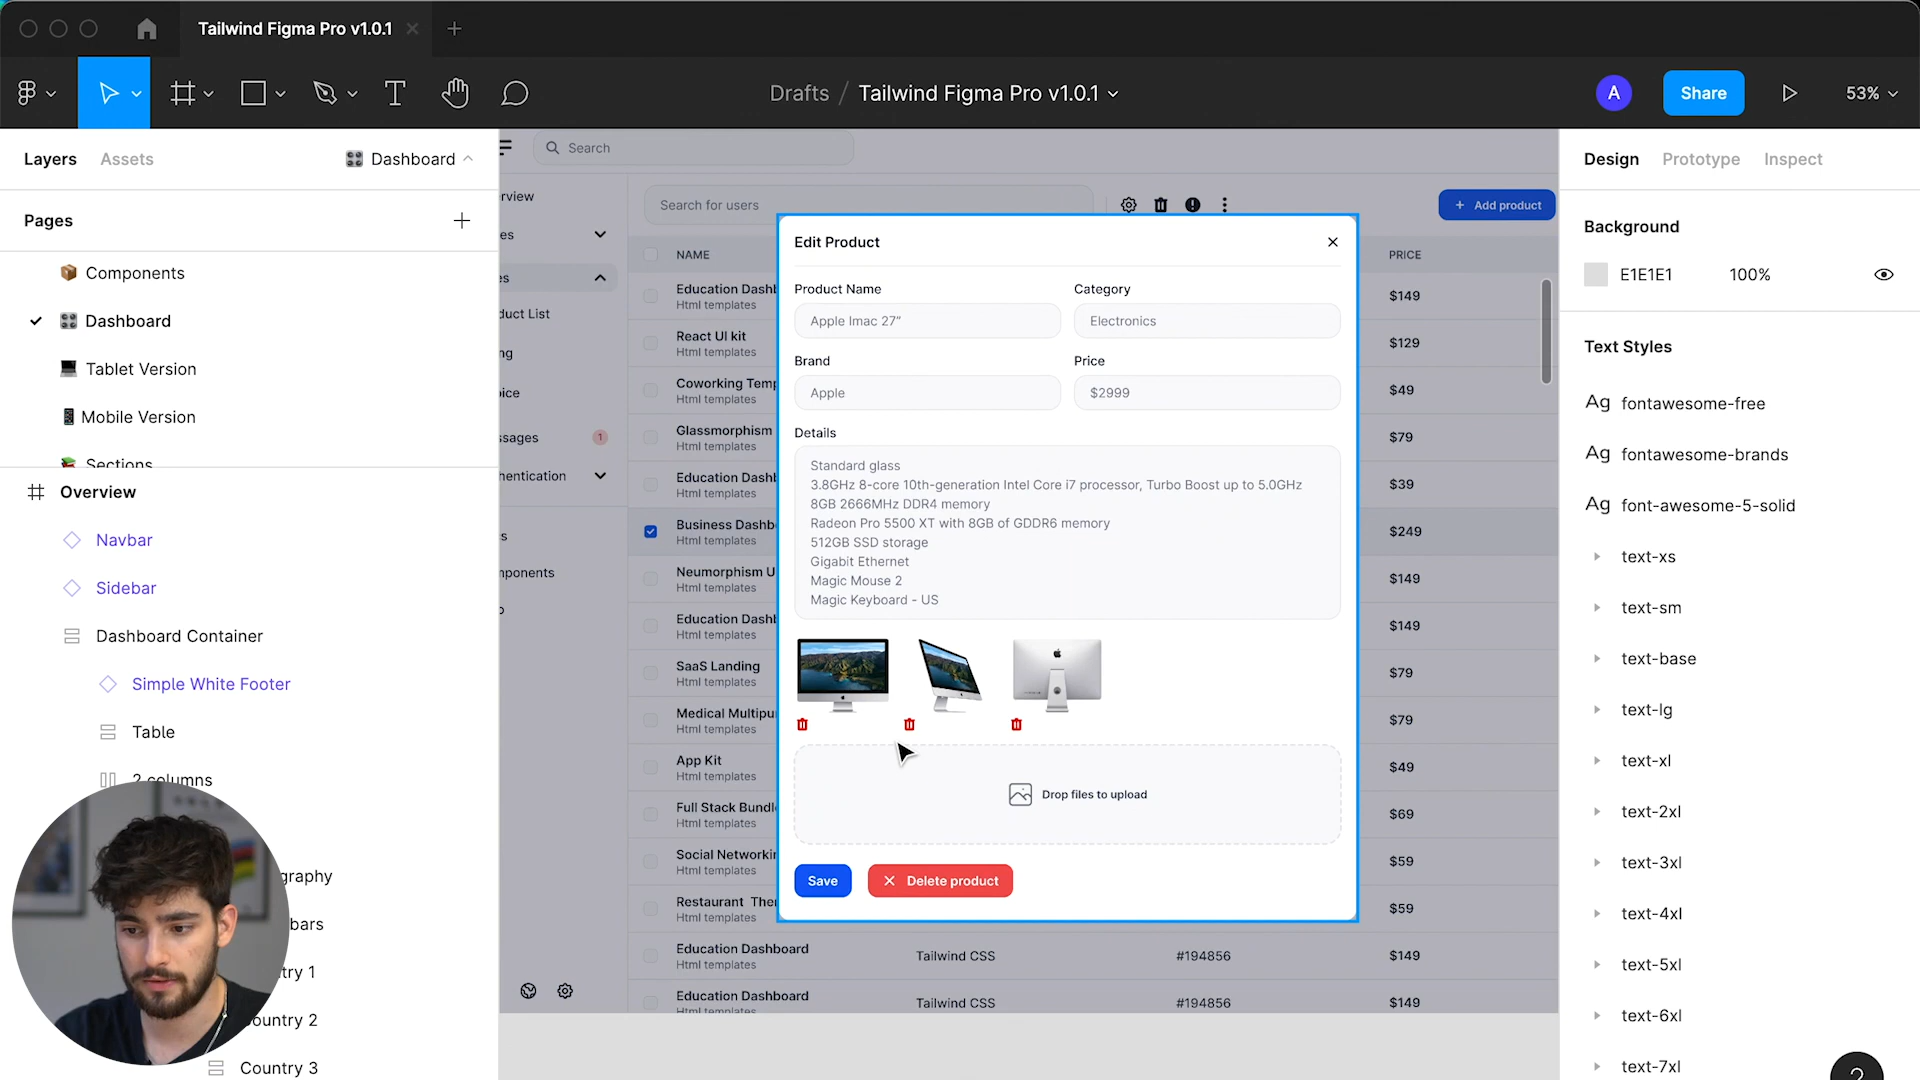 Tailwind Figma Pro v1.0.1
Drafts / Tailwind Figma Pro v1.0.1
A
Share
53%
Layers
Assets
Dashboard
Pages
Components
Dashboard
Tablet Version
Mobile Version
Sections
Overview
Navbar
Sidebar
Dashboard Container
Simple White Footer
Table
2 columns
graphy
bars
try 1
ountry 2
Country 3
Search
rview
es
es
duct List
ng
ice
ssages
1
hentication
s
ponents
Search for users
Add product
NAME
PRICE
Education Dashb
Html templates
$149
React UI kit
Html templates
$129
Coworking Temp
Html templates
$49
Glassmorphism
Html templates
$79
Education Dashb
Html templates
$39
Business Dashb
Html templates
$249
Neumorphism U
Html templates
$149
Education Dashb
Html templates
$149
SaaS Landing
Html templates
$79
Medical Multipu
Html templates
$79
App Kit
Html templates
$49
Full Stack Bundl
Html templates
$69
Social Networkin
Html templates
$59
Restaurant Ther
Html templates
$59
Education Dashboard
Html templates
Tailwind CSS
#194856
$149
Education Dashboard
Html templates
Tailwind CSS
#194856
$149
Edit Product
Product Name
Category
Apple Imac 27”
Electronics
Brand
Price
Apple
$2999
Details
Standard glass
3.8GHz 8-core 10th-generation Intel Core i7 processor, Turbo Boost up to 5.0GHz
8GB 2666MHz DDR4 memory
Radeon Pro 5500 XT with 8GB of GDDR6 memory
512GB SSD storage
Gigabit Ethernet
Magic Mouse 2
Magic Keyboard - US
Drop files to upload
Save
Delete product
Design
Prototype
Inspect
Background
E1E1E1
100%
Text Styles
Ag fontawesome-free
Ag fontawesome-brands
Ag font-awesome-5-solid
text-xs
text-sm
text-base
text-lg
text-xl
text-2xl
text-3xl
text-4xl
text-5xl
text-6xl
text-7xl
?